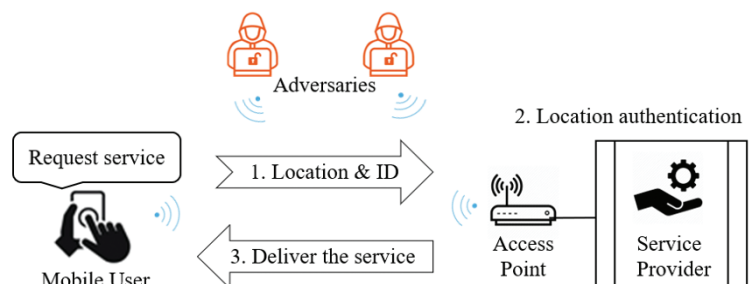 Adversaries
2. Location authentication
Request service
1. Location & ID
3. Deliver the service
Access
Point
Service
Provider
Mobile User